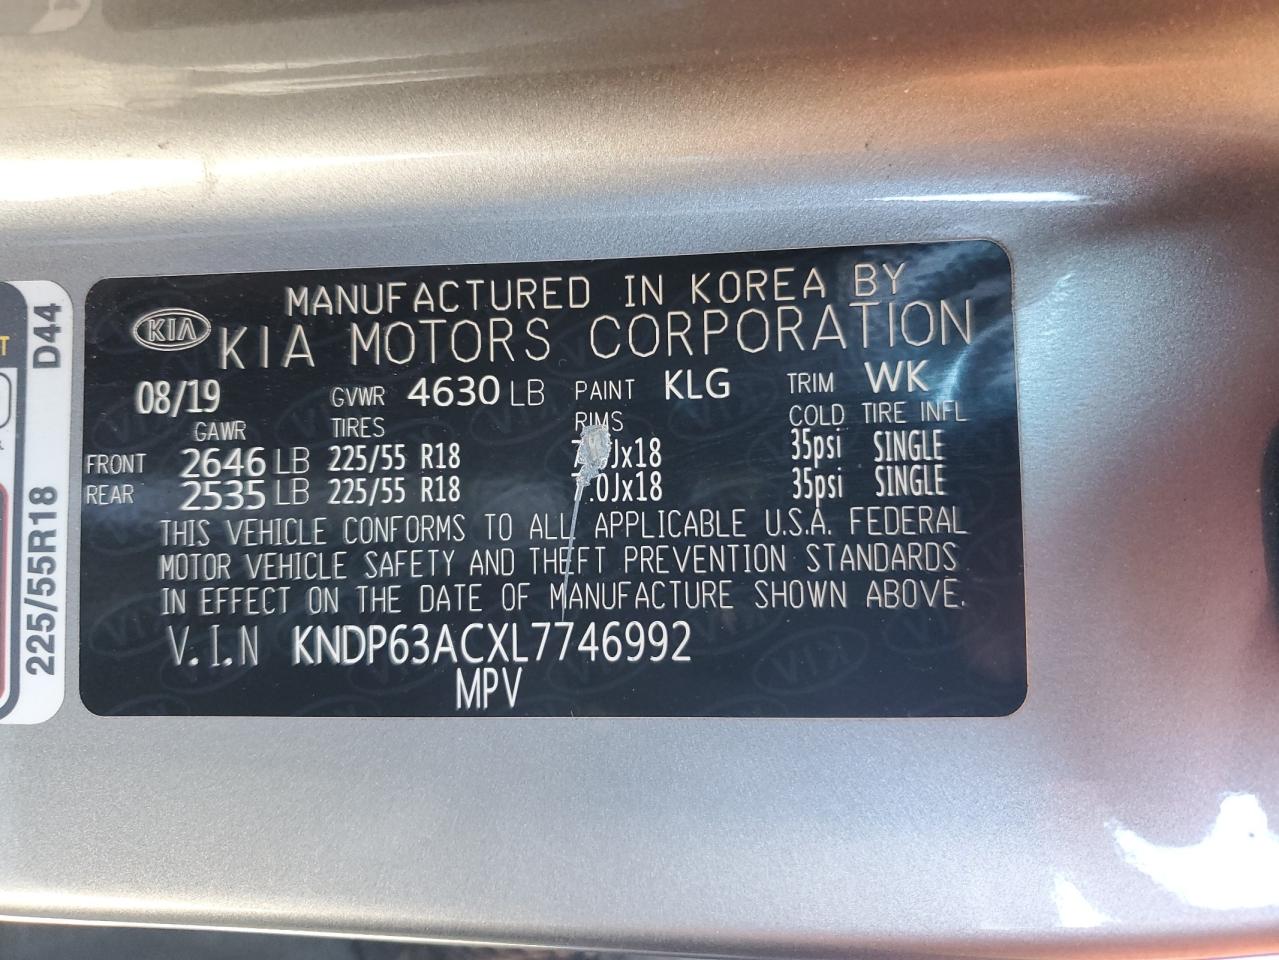 MANUFACTURED IN KOREA BY
KIA KIA MOTORS CORPORATION
08/19 GVWR 4630 LB PAINT KLG TRIM WK
GAWR TIRES RIMS COLD TIRE INFL
FRONT 2646 LB 225/55 R18 Jx18 35psi SINGLE
REAR 2535 LB 225/55 R18 .0Jx18 35psi SINGLE
THIS VEHICLE CONFORMS TO ALL APPLICABLE U.S.A. FEDERAL
MOTOR VEHICLE SAFETY AND THEFT PREVENTION STANDARDS
IN EFFECT ON THE DATE OF MANUFACTURE SHOWN ABOVE.
V.I.N KNDP63ACXL7746992
MPV
225/55R18 D44